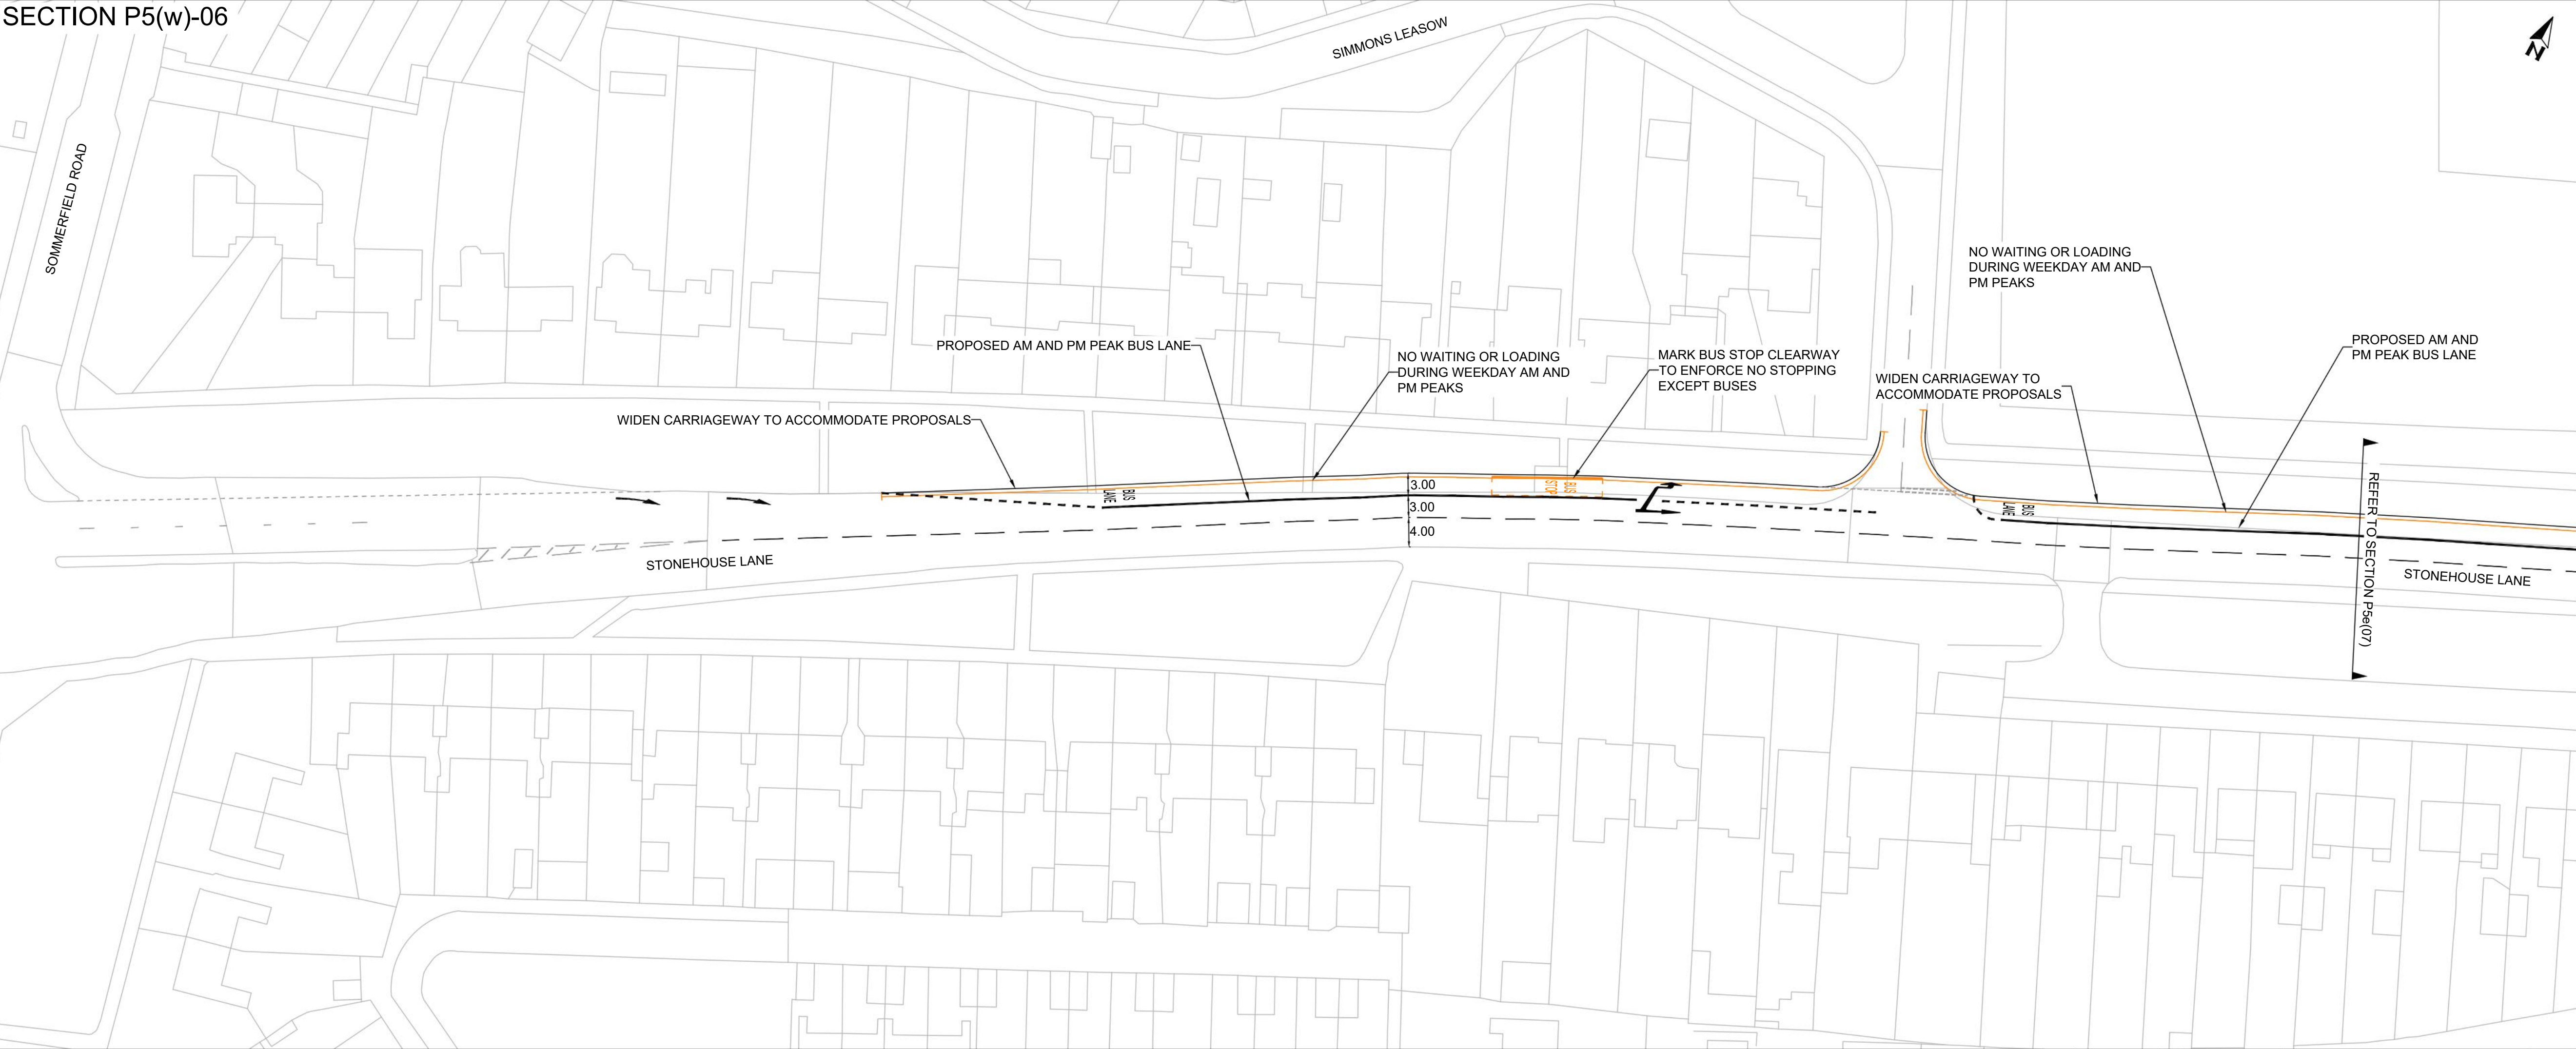 SECTION P5(w)-06
SIMMONS LEASOW
N
SOMMERFIELD ROAD
NO WAITING OR LOADING
DURING WEEKDAY AM AND
PM PEAKS
PROPOSED AM AND
PM PEAK BUS LANE
PROPOSED AM AND PM PEAK BUS LANE
NO WAITING OR LOADING
DURING WEEKDAY AM AND
PM PEAKS
MARK BUS STOP CLEARWAY
TO ENFORCE NO STOPPING
EXCEPT BUSES
WIDEN CARRIAGEWAY TO
ACCOMMODATE PROPOSALS
WIDEN CARRIAGEWAY TO ACCOMMODATE PROPOSALS
BUS
LANE
3.00
3.00
4.00
BUS
STOP
BUS
LANE
REFER TO SECTION P5e(07)
STONEHOUSE LANE
STONEHOUSE LANE